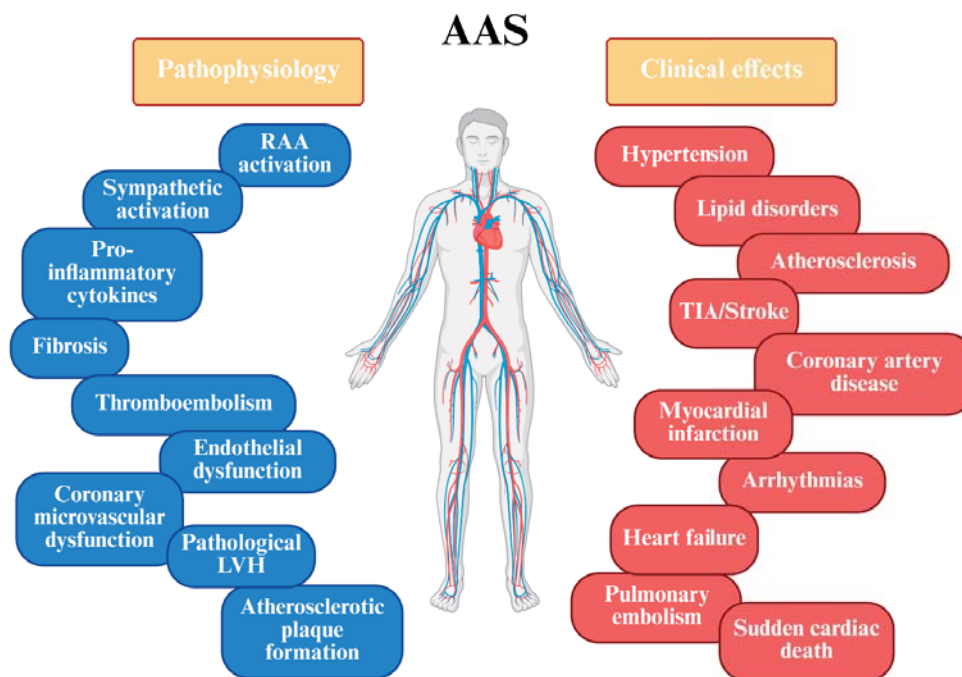 AAS
Pathophysiology
RAA
activation
Sympathetic
activation
Pro-
inflammatory
cytokines
Fibrosis
Thromboembolism
Endothelial
dysfunction
Coronary
microvascular
dysfunction
Pathological
LVH
Atherosclerotic
plaque
formation
Clinical effects
Hypertension
Lipid disorders
Atherosclerosis
TIA/Stroke
Coronary artery
disease
Myocardial
infarction
Arrhythmias
Heart failure
Pulmonary
embolism
Sudden cardiac
death